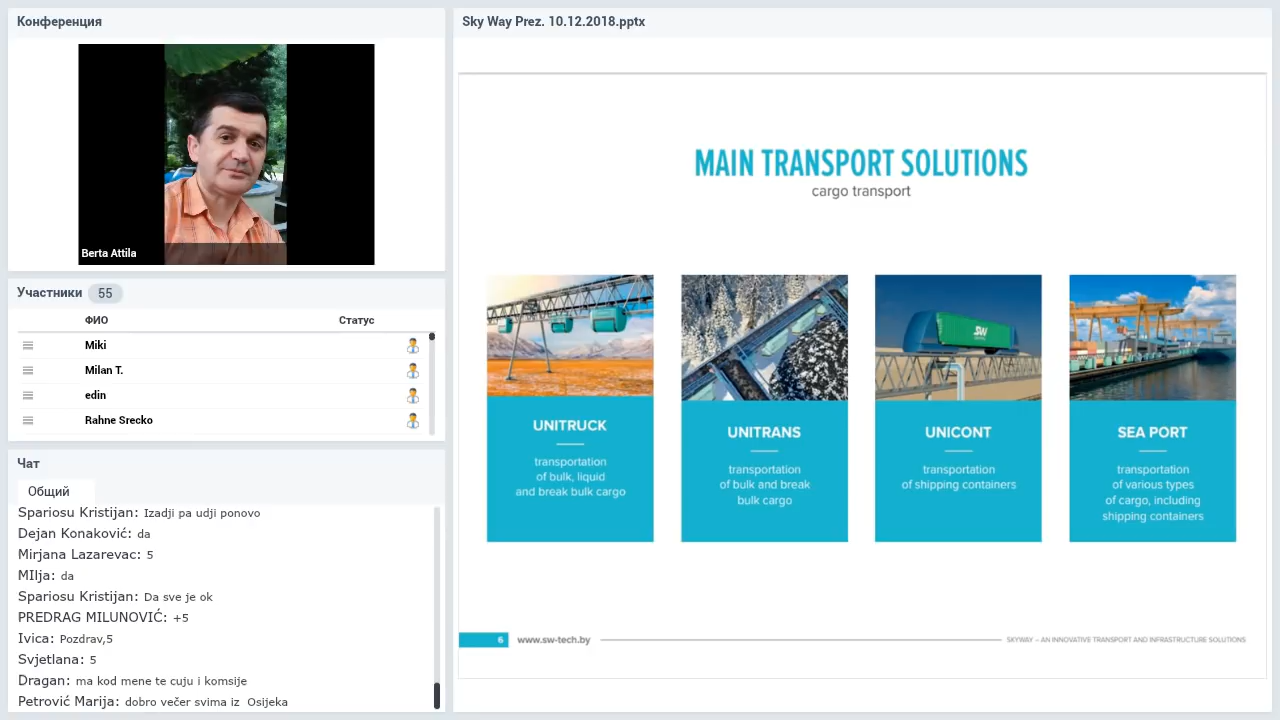 Конференция
Berta Attila
Участники 55
ФИО Статус
Miki
Milan T.
edin
Rahne Srecko
Чат
Общий
Spariosu Kristijan: Izadji pa udji ponovo
Dejan Konaković: da
Mirjana Lazarevac: 5
MIlja: da
Spariosu Kristijan: Da sve je ok
PREDRAG MILUNOVIĆ: +5
Ivica: Pozdrav,5
Svjetlana: 5
Dragan: ma kod mene te cuju i komsije
Petrović Marija: dobro večer svima iz Osijeka
Sky Way Prez. 10.12.2018.pptx
MAIN TRANSPORT SOLUTIONS
cargo transport
UNITRUCK
transportation
of bulk, liquid
and break bulk cargo
SW
UNITRANS
transportation
of bulk and break
bulk cargo
UNICONT
transportation
of shipping containers
SEA PORT
transportation
of various types
of cargo, including
shipping containers
6 www.sw-tech.by
SKYWAY – AN INNOVATIVE TRANSPORT AND INFRASTRUCTURE SOLUTIONS